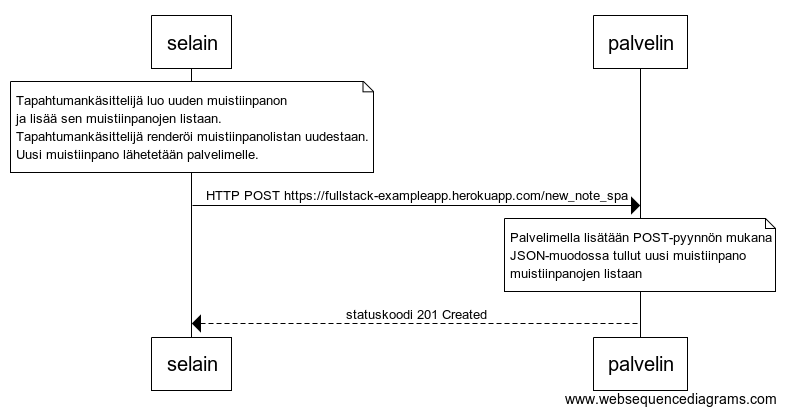 selain
palvelin
Tapahtumankäsittelijä luo uuden muistiinpanon
ja lisää sen muistiinpanojen listaan.
Tapahtumankäsittelijä renderöi muistiinpanolistan uudestaan.
Uusi muistiinpano lähetetään palvelimelle.
HTTP POST https://fullstack-exampleapp.herokuapp.com/new_note_spa
Palvelimella lisätään POST-pyynnön mukana
JSON-muodossa tullut uusi muistiinpano
muistiinpanojen listaan
statuskoodi 201 Created
selain
palvelin
www.websequencediagrams.com